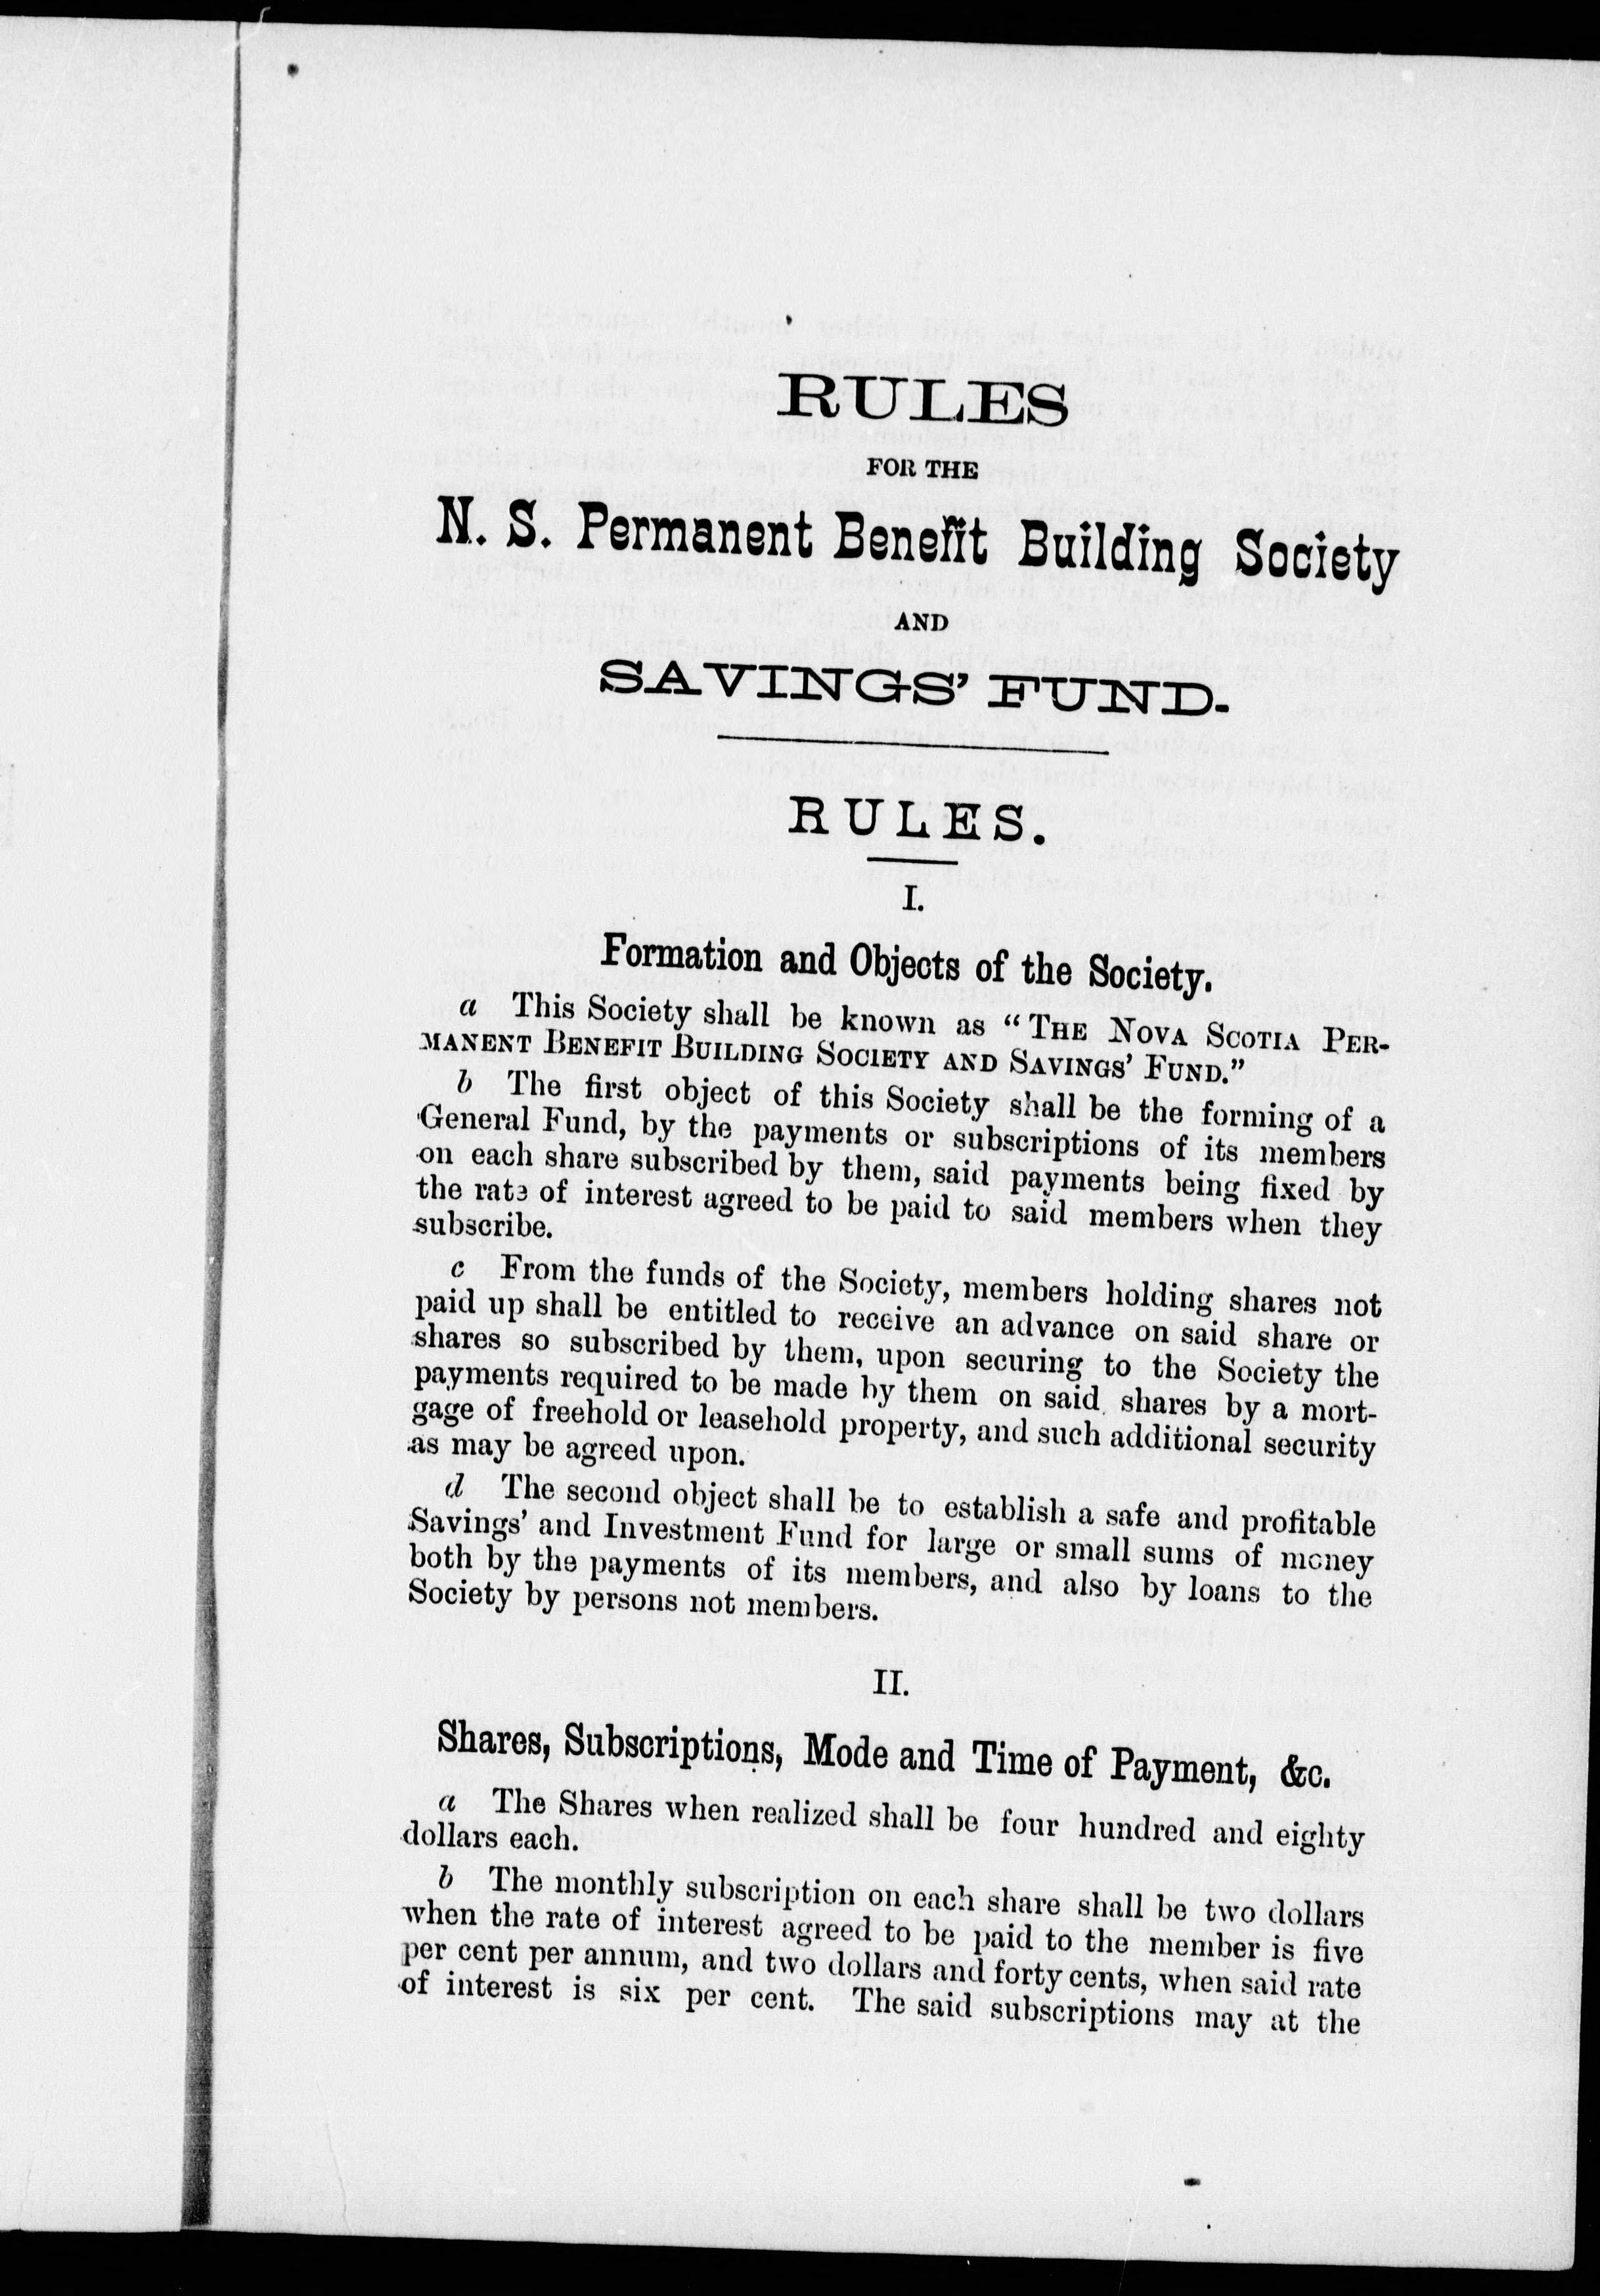 RULES
FOR THE
N. S. Permanent Benefit Building Society
AND
SAVINGS' FUND.
RULES.
I.
Formation and Objects of the Society.
a This Society shall be known as “THE NOVA SCOTIA PER-
MANENT BENEFIT BUILDING SOCIETY AND SAVINGS' FUND.”
b The first object of this Society shall be the forming of a
General Fund, by the payments or subscriptions of its members
on each share subscribed by them, said payments being fixed by
the rate of interest agreed to be paid to said members when they
subscribe.
c From the funds of the Society, members holding shares not
paid up shall be entitled to receive an advance on said share or
shares so subscribed by them, upon securing to the Society the
payments required to be made by them on said shares by a mort-
gage of freehold or leasehold property, and such additional security
as may be agreed upon.
d The second object shall be to establish a safe and profitable
Savings' and Investment Fund for large or small sums of money
both by the payments of its members, and also by loans to the
Society by persons not members.
II.
Shares, Subscriptions, Mode and Time of Payment, &c.
a The Shares when realized shall be four hundred and eighty
dollars each.
b The monthly subscription on each share shall be two dollars
when the rate of interest agreed to be paid to the member is five
per cent per annum, and two dollars and forty cents, when said rate
of interest is six per cent. The said subscriptions may at the